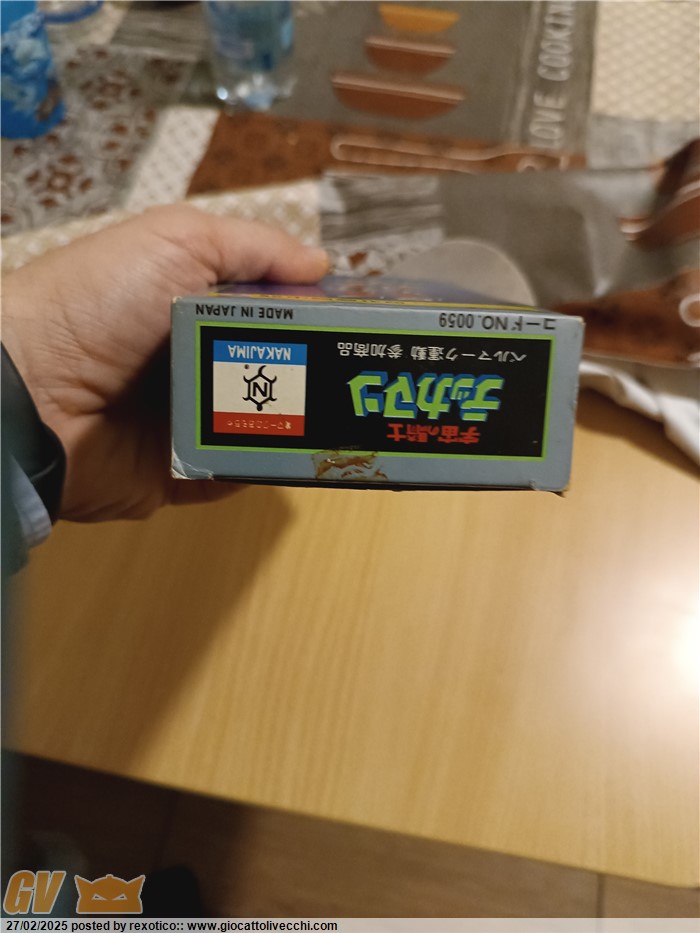 LOVE COOKIN
宇宙の騎士
テッカマン
ベルマーク運動 参加商品
NAKAJIMA
N
コードNO. 0059
MADE IN JAPAN
GV
27/02/2025 posted by rexotico:: www.giocattolivecchi.com